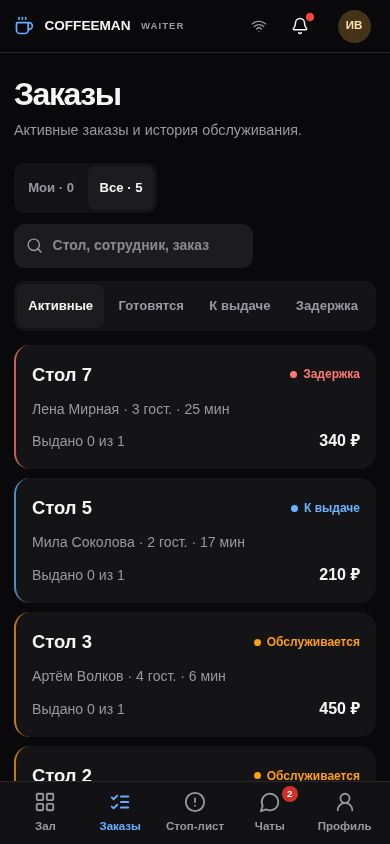 COFFEEMAN WAITER ИВ
Заказы
Активные заказы и история обслуживания.
Мои · 0 Все · 5
Стол, сотрудник, заказ
Активные Готовятся К выдаче Задержка
Стол 7 Задержка
Лена Мирная · 3 гост. · 25 мин
Выдано 0 из 1 340 ₽
Стол 5 К выдаче
Мила Соколова · 2 гост. · 17 мин
Выдано 0 из 1 210 ₽
Стол 3 Обслуживается
Артём Волков · 4 гост. · 6 мин
Выдано 0 из 1 450 ₽
Стол 2 Обслуживается
2
Зал Заказы Стоп-лист Чаты Профиль